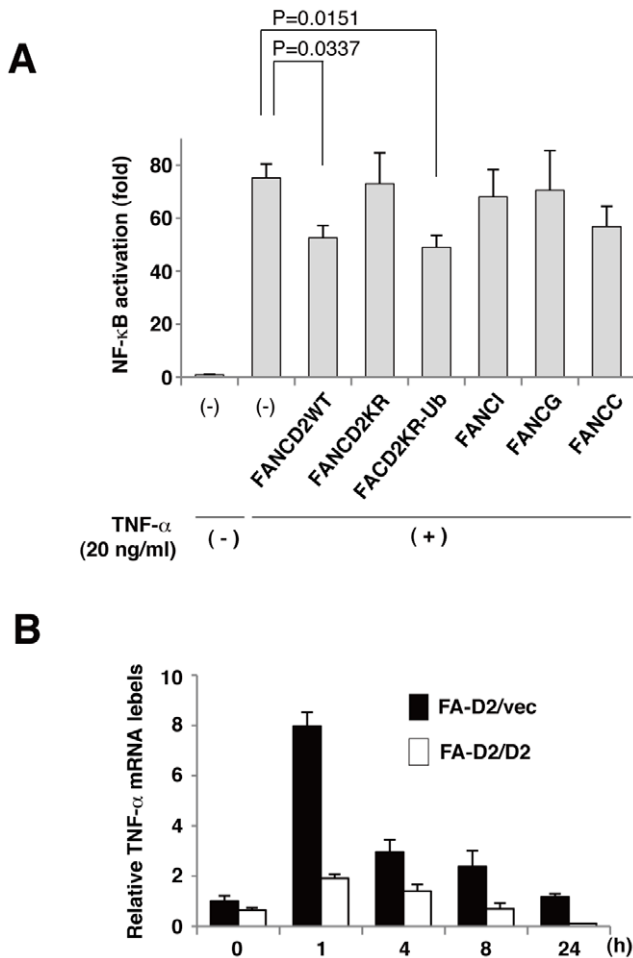 P=0.0151
P=0.0337
A
NF-κB activation (fold)
80
60
40
20
0
(-)
(-)
FANCD2WT
FANCD2KR
FACD2KR-Ub
FANCI
FANCG
FANCC
TNF-α
(20 ng/ml)
( - )
( + )
B
Relative TNF-α mRNA lebels
10
8
6
4
2
0
FA-D2/vec
FA-D2/D2
0 1 4 8 24 (h)